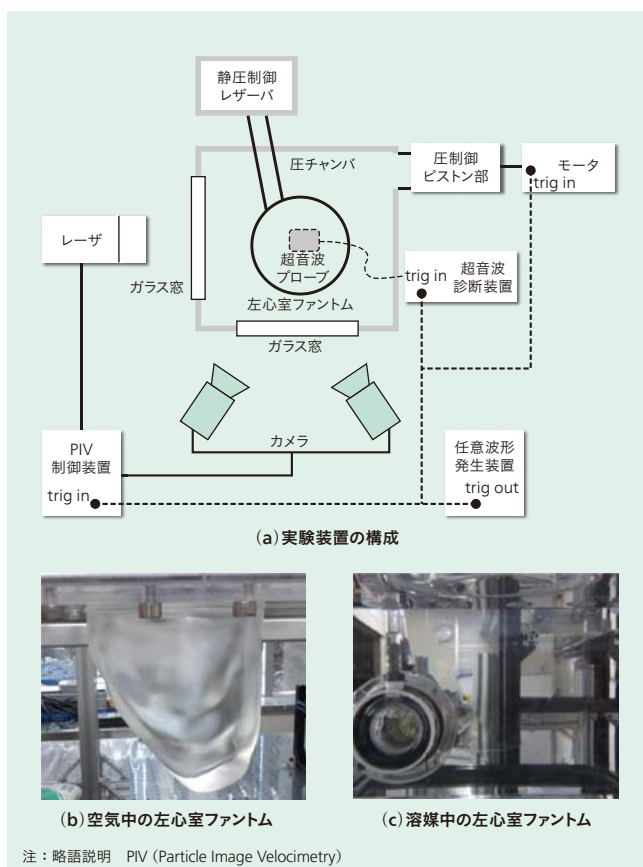 静圧制御
レザーバ
圧チャンバ
圧制御
ピストン部
モータ
trig in
レーザ
ガラス窓
超音波
プローブ
trig in
超音波
診断装置
左心室ファントム
ガラス窓
カメラ
PIV
制御装置
trig in
任意波形
発生装置
trig out
(a)実験装置の構成
(b)空気中の左心室ファントム
(c)溶媒中の左心室ファントム
注：略語説明　PIV (Particle Image Velocimetry)